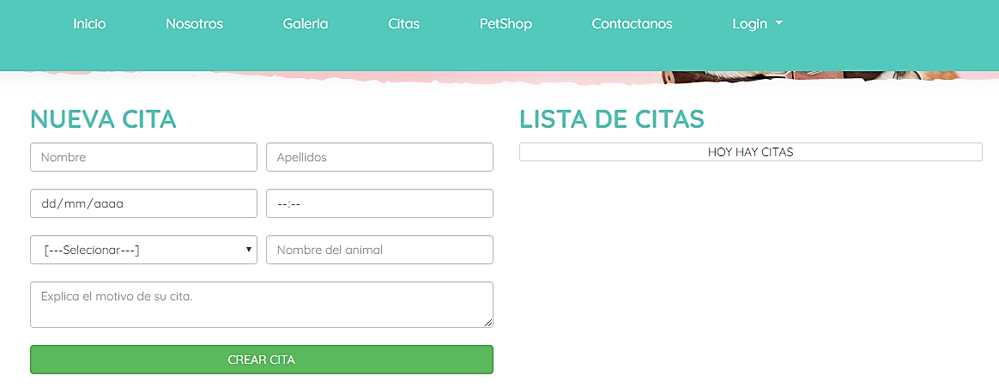 Inicio Nosotros Galeria Citas PetShop Contactanos Login
NUEVA CITA
Nombre Apellidos
dd/mm/aaaa --:--
[---Selecionar---] Nombre del animal
Explica el motivo de su cita.
CREAR CITA
LISTA DE CITAS
HOY HAY CITAS